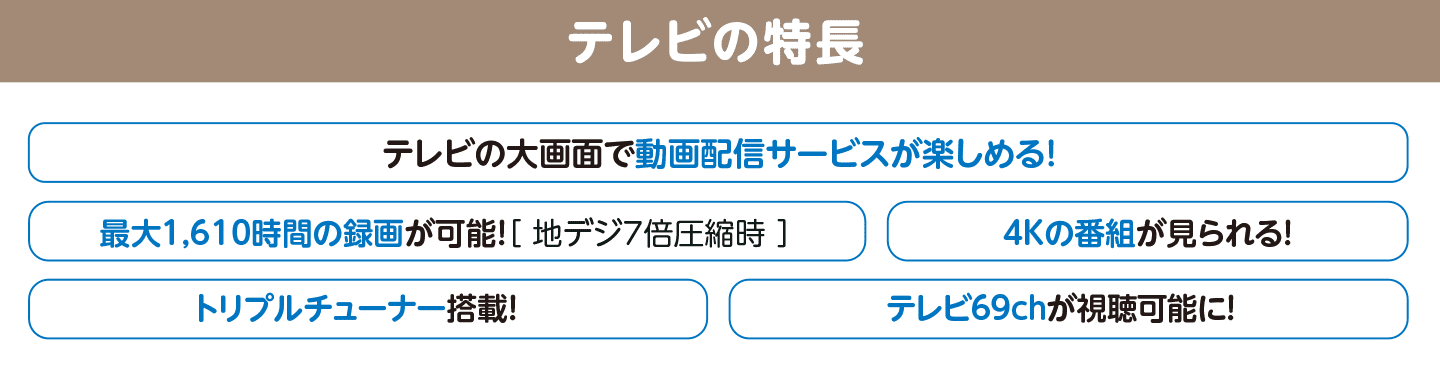 テレビの特長
テレビの大画面で動画配信サービスが楽しめる!
最大1,610時間の録画が可能![ 地デジ7倍圧縮時 ]
4Kの番組が見られる!
トリプルチューナー搭載!
テレビ69chが視聴可能に!